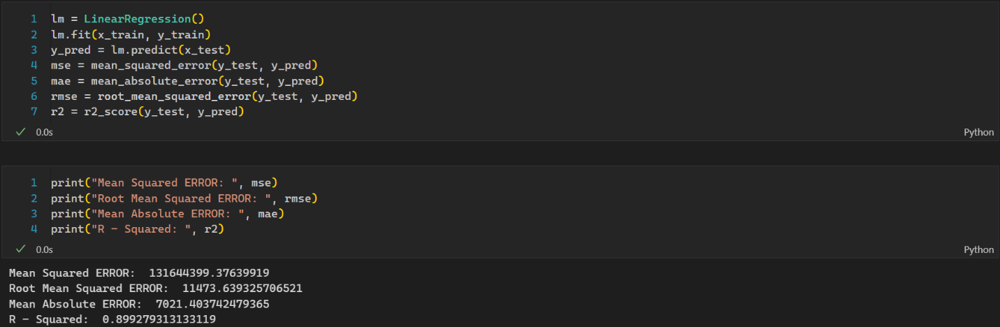 1 lm = LinearRegression()
2 lm.fit(x_train, y_train)
3 y_pred = lm.predict(x_test)
4 mse = mean_squared_error(y_test, y_pred)
5 mae = mean_absolute_error(y_test, y_pred)
6 rmse = root_mean_squared_error(y_test, y_pred)
7 r2 = r2_score(y_test, y_pred)
✓ 0.0s Python
1 print("Mean Squared ERROR: ", mse)
2 print("Root Mean Squared ERROR: ", rmse)
3 print("Mean Absolute ERROR: ", mae)
4 print("R - Squared: ", r2)
✓ 0.0s Python
Mean Squared ERROR:  131644399.37639919
Root Mean Squared ERROR:  11473.639325706521
Mean Absolute ERROR:  7021.403742479365
R - Squared:  0.899279313133119